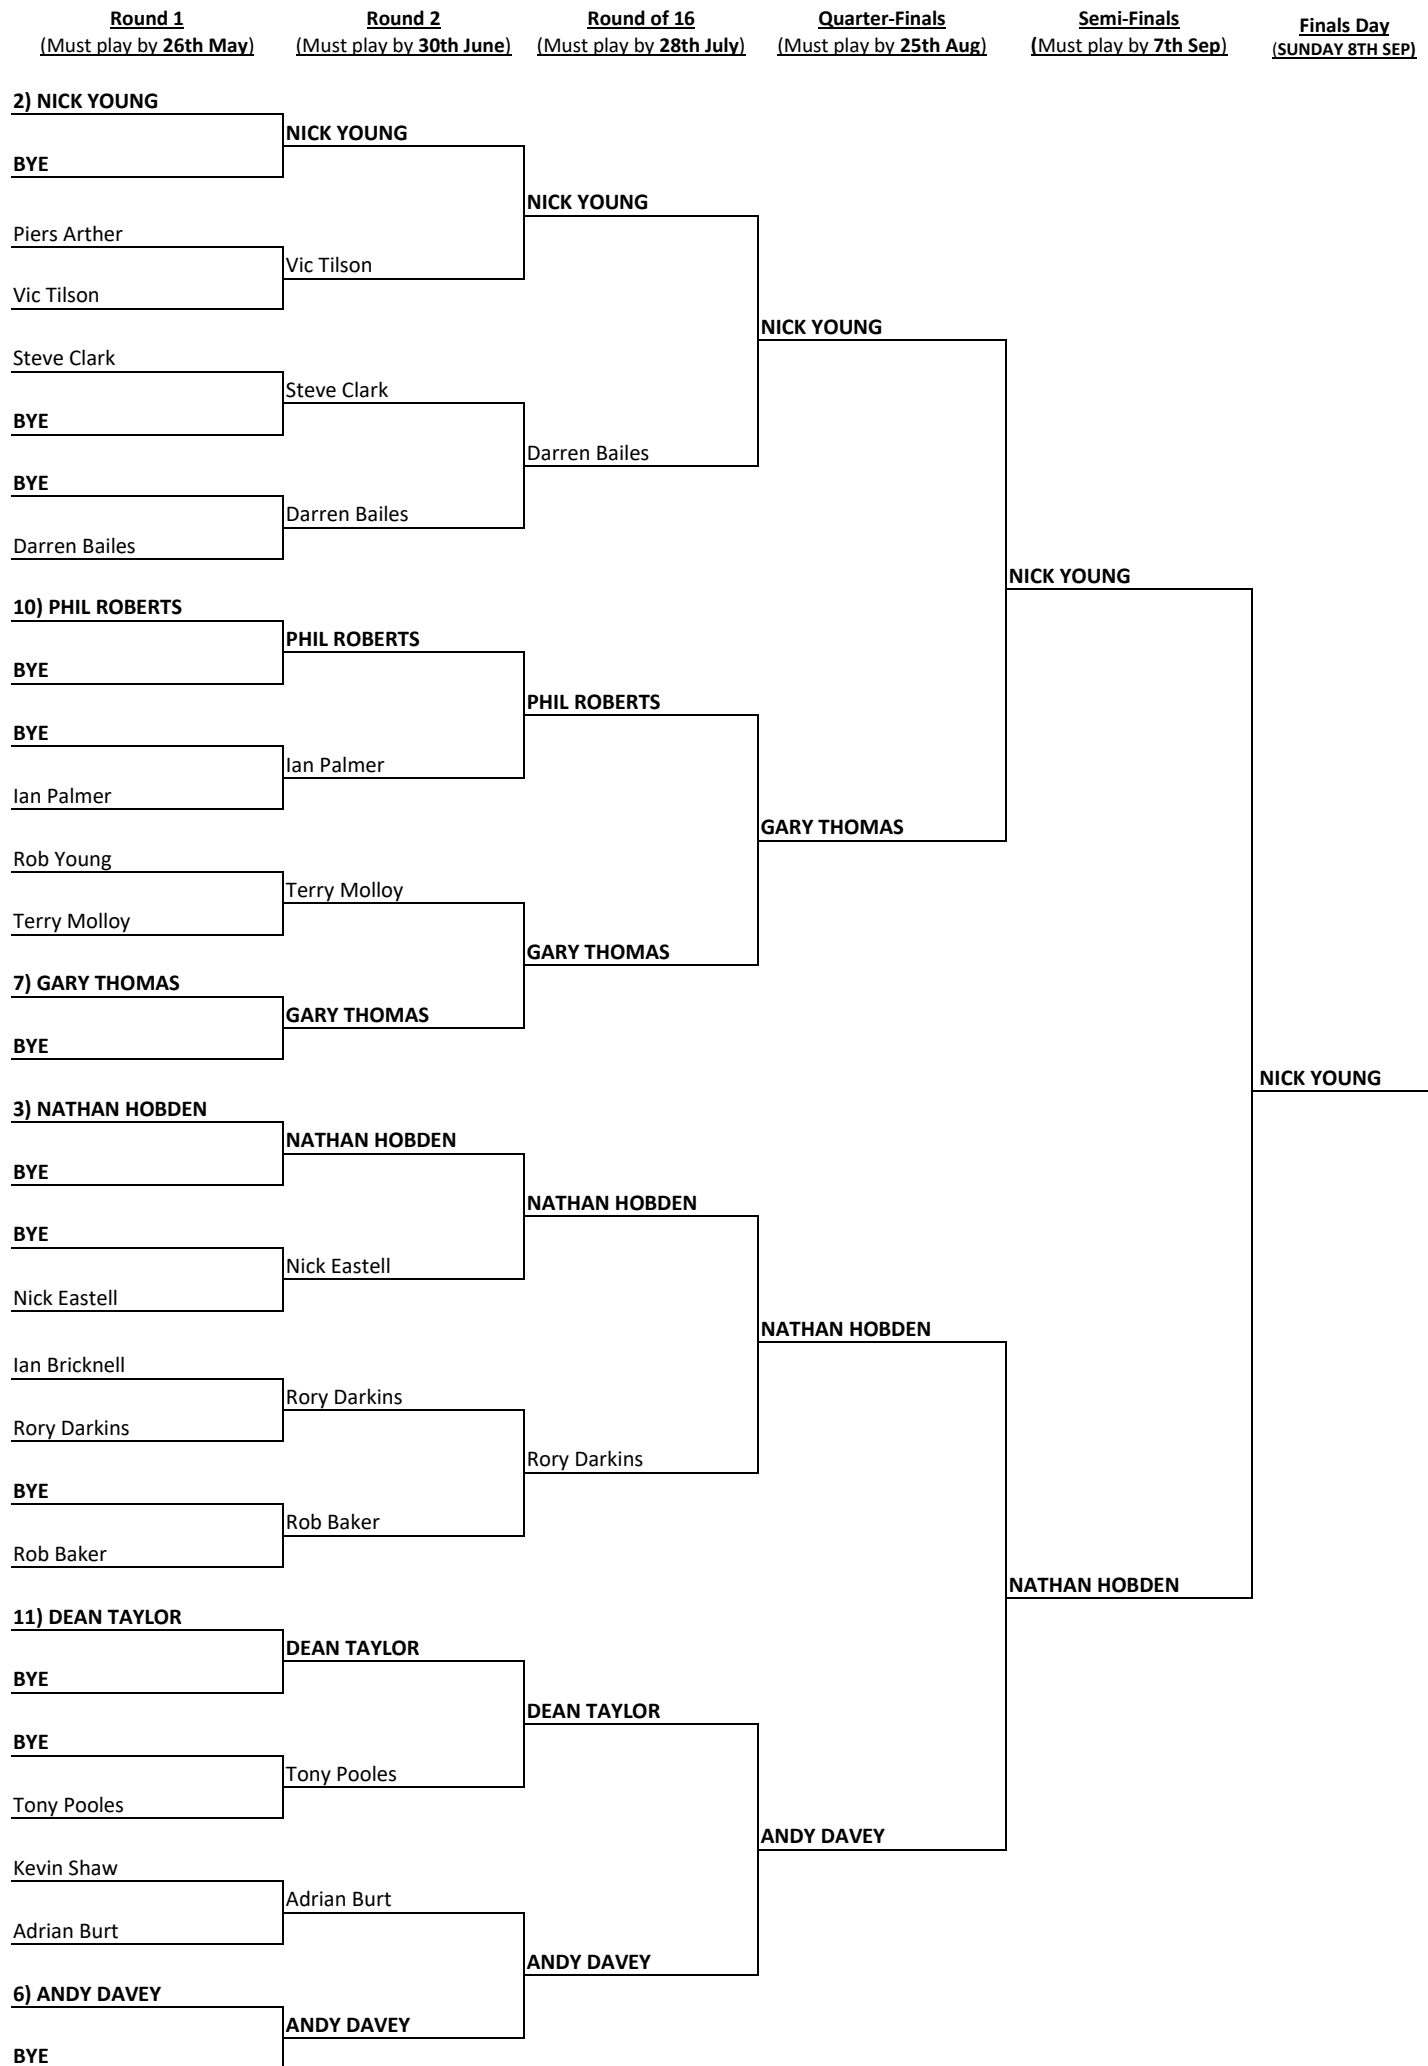 Round 1
(Must play by 26th May)
Round 2
(Must play by 30th June)
Round of 16
(Must play by 28th July)
Quarter-Finals
(Must play by 25th Aug)
Semi-Finals
(Must play by 7th Sep)
Finals Day
(SUNDAY 8TH SEP)
2) NICK YOUNG
NICK YOUNG
BYE
NICK YOUNG
Piers Arther
Vic Tilson
Vic Tilson
NICK YOUNG
Steve Clark
Steve Clark
BYE
Darren Bailes
BYE
Darren Bailes
Darren Bailes
NICK YOUNG
10) PHIL ROBERTS
PHIL ROBERTS
BYE
PHIL ROBERTS
BYE
Ian Palmer
Ian Palmer
GARY THOMAS
Rob Young
Terry Molloy
Terry Molloy
GARY THOMAS
7) GARY THOMAS
GARY THOMAS
BYE
NICK YOUNG
3) NATHAN HOBDEN
NATHAN HOBDEN
BYE
NATHAN HOBDEN
BYE
Nick Eastell
Nick Eastell
NATHAN HOBDEN
Ian Bricknell
Rory Darkins
Rory Darkins
Rory Darkins
BYE
Rob Baker
Rob Baker
NATHAN HOBDEN
11) DEAN TAYLOR
DEAN TAYLOR
BYE
DEAN TAYLOR
BYE
Tony Pooles
Tony Pooles
ANDY DAVEY
Kevin Shaw
Adrian Burt
Adrian Burt
ANDY DAVEY
6) ANDY DAVEY
ANDY DAVEY
BYE